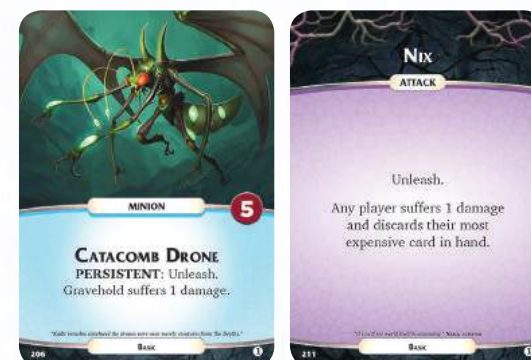 MINION
5
CATACOMB DRONE
PERSISTENT: Unleash.
Gravehold suffers 1 damage.
BASIC
206
1
NIX
ATTACK
Unleash.
Any player suffers 1 damage
and discards their most
expensive card in hand.
BASIC
211